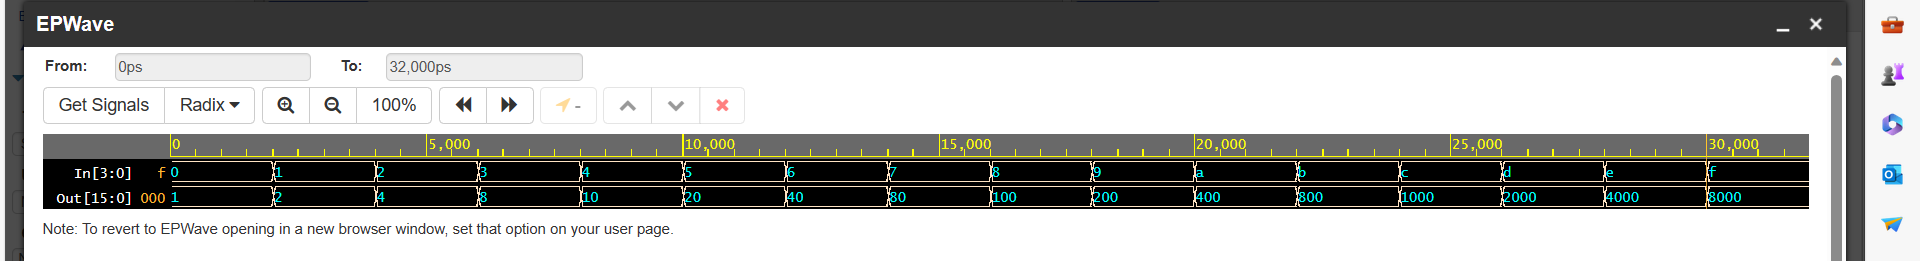 EPWave
From: 0ps To: 32,000ps
Get Signals Radix 100% -
0 5,000 10,000 15,000 20,000 25,000 30,000
In[3:0] f 0 1 2 3 4 5 6 7 8 9 a b c d e f
Out[15:0] 000 1 2 4 8 10 20 40 80 100 200 400 800 1000 2000 4000 8000
Note: To revert to EPWave opening in a new browser window, set that option on your user page.